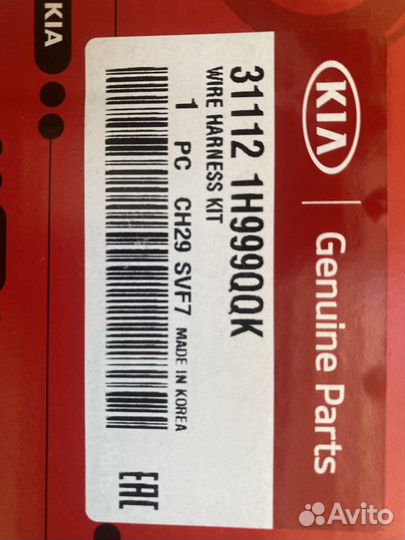 KIA
31112 1H999QQK
WIRE HARNESS KIT
1 PC CH29 SVF7 MADE IN KOREA
EAC
KIA
Genuine Parts
Avito